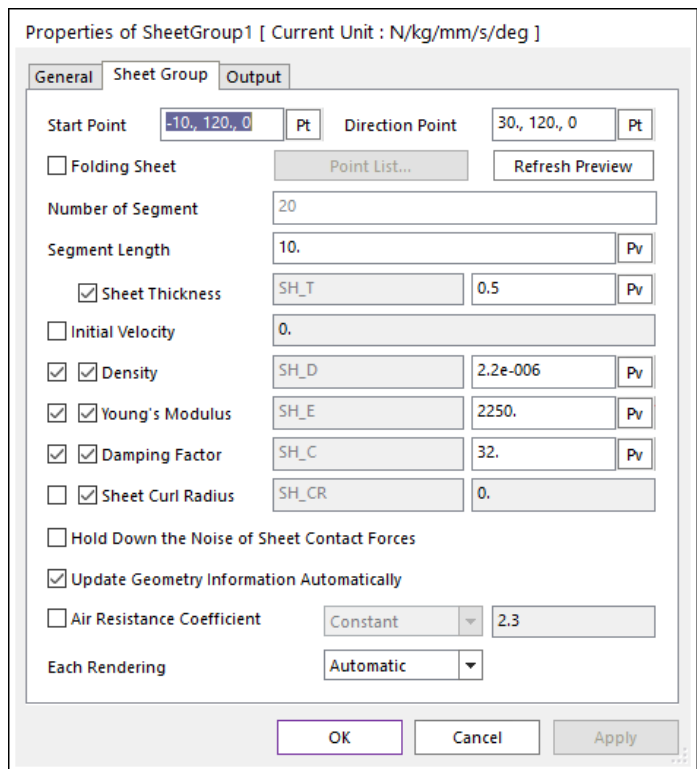 Properties of SheetGroup1 [ Current Unit : N/kg/mm/s/deg ]
General Sheet Group Output
Start Point -10., 120., 0 Pt Direction Point 30., 120., 0 Pt
Folding Sheet Point List... Refresh Preview
Number of Segment 20
Segment Length 10. Pv
Sheet Thickness SH_T 0.5 Pv
Initial Velocity 0.
Density SH_D 2.2e-006 Pv
Young's Modulus SH_E 2250. Pv
Damping Factor SH_C 32. Pv
Sheet Curl Radius SH_CR 0.
Hold Down the Noise of Sheet Contact Forces
Update Geometry Information Automatically
Air Resistance Coefficient Constant 2.3
Each Rendering Automatic
OK Cancel Apply